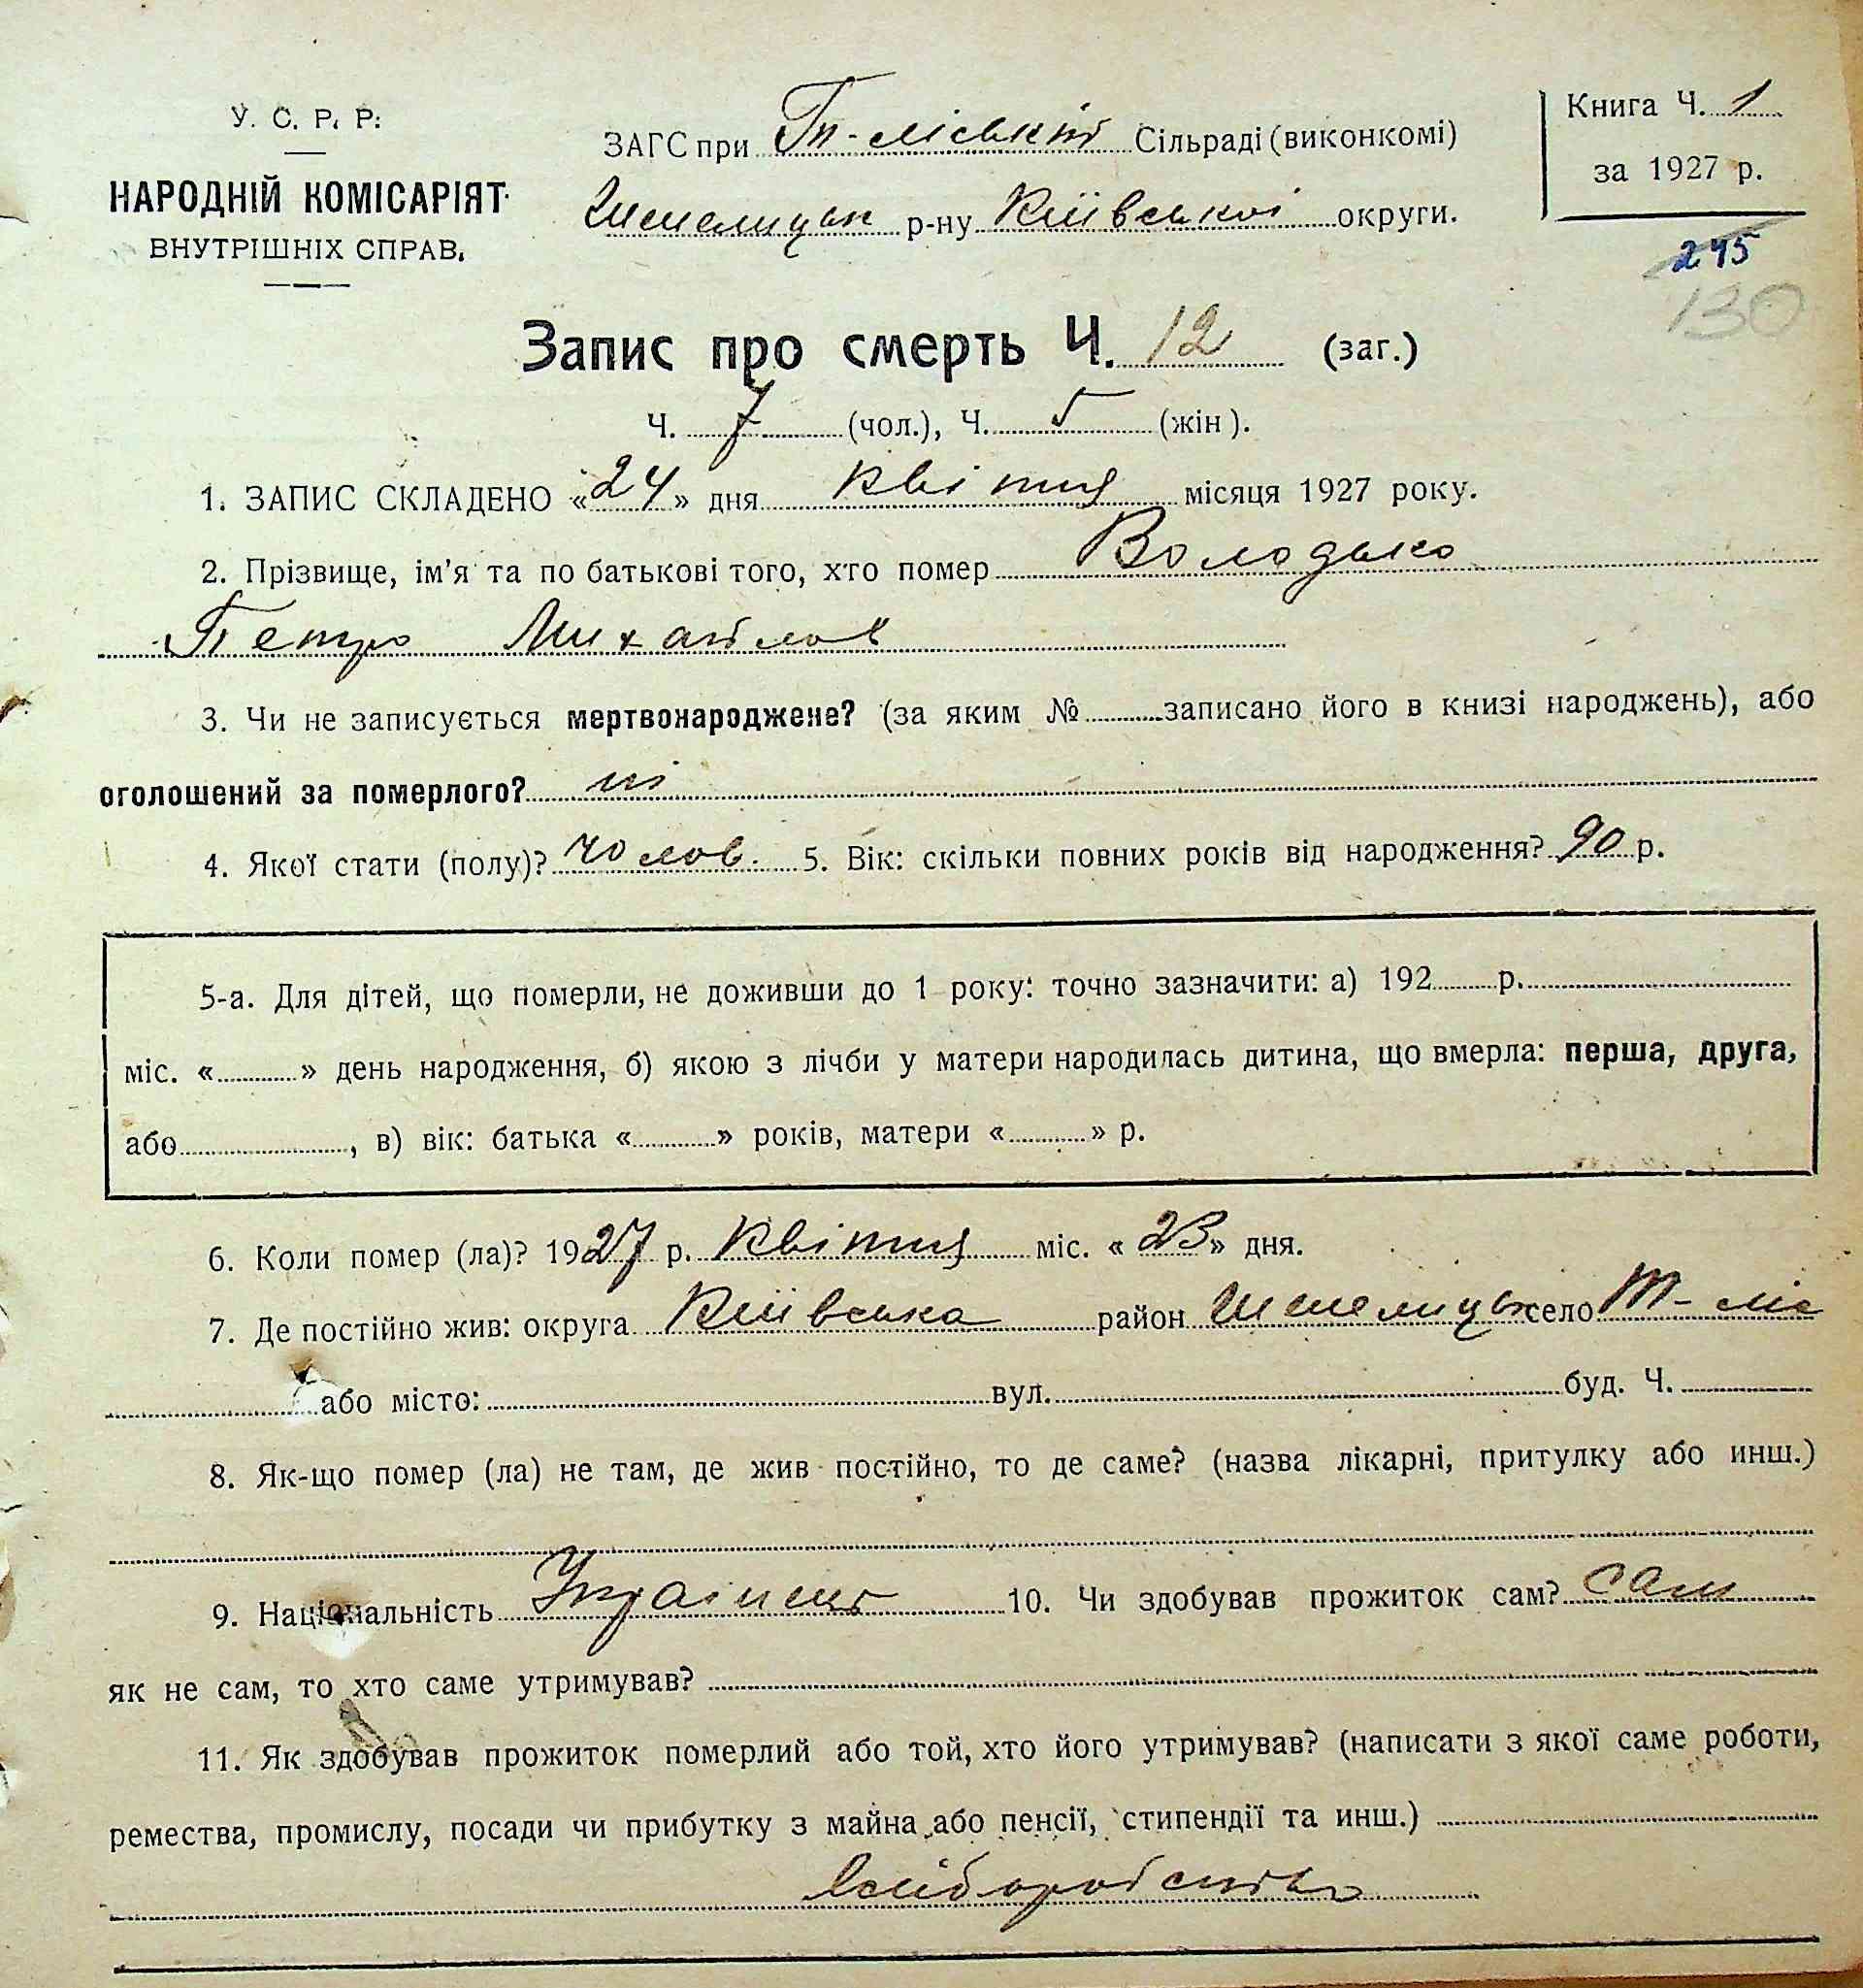 У. С. Р. Р.
НАРОДНІЙ КОМІСАРІЯТ
ВНУТРІШНІХ СПРАВ.
ЗАГС при Тп-ліській Сільраді (виконкомі)
Шепелицьк р-ну Київської округи.
Книга Ч. 1
за 1927 р.
245
130
Запис про смерть Ч. 12 (заг.)
Ч. 7 (чол.), Ч. 5 (жін).
1. ЗАПИС СКЛАДЕНО «24» дня квітня місяця 1927 року.
2. Прізвище, ім'я та по батькові того, хто помер Володько
Петро Михайлов
3. Чи не записується мертвонароджене? (за яким № записано його в книзі народжень), або
оголошений за померлого? ні
4. Якої стати (полу)? чолов. 5. Вік: скільки повних років від народження? 90 р.
5-а. Для дітей, що померли, не доживши до 1 року: точно зазначити: а) 192 р.
міс. « » день народження, б) якою з лічби у матери народилась дитина, що вмерла: перша, друга,
або , в) вік: батька « » років, матери « » р.
6. Коли помер (ла)? 1927 р. Квітня міс. «23» дня.
7. Де постійно жив: округа Київська район Шепелицьк село Т-ліс
або місто: вул. буд. Ч.
8. Як-що помер (ла) не там, де жив постійно, то де саме? (назва лікарні, притулку або инш.)
9. Національність Українець 10. Чи здобував прожиток сам? сам
як не сам, то хто саме утримував?
11. Як здобував прожиток померлий або той, хто його утримував? (написати з якої саме роботи,
ремества, промислу, посади чи прибутку з майна або пенсії, стипендії та инш.)
хліборобство